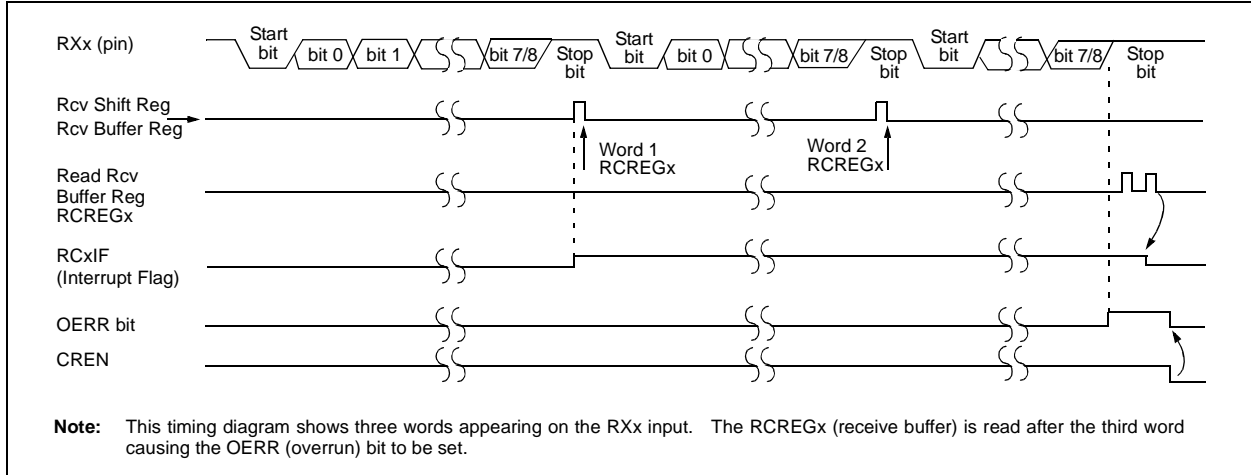 RXx (pin)
Start
bit
bit 0
bit 1
bit 7/8
Stop
bit
Start
bit
bit 0
bit 7/8
Stop
bit
Start
bit
bit 7/8
Stop
bit
Rcv Shift Reg
Rcv Buffer Reg
Word 1
RCREGx
Word 2
RCREGx
Read Rcv
Buffer Reg
RCREGx
RCxIF
(Interrupt Flag)
OERR bit
CREN
Note: This timing diagram shows three words appearing on the RXx input. The RCREGx (receive buffer) is read after the third word
causing the OERR (overrun) bit to be set.